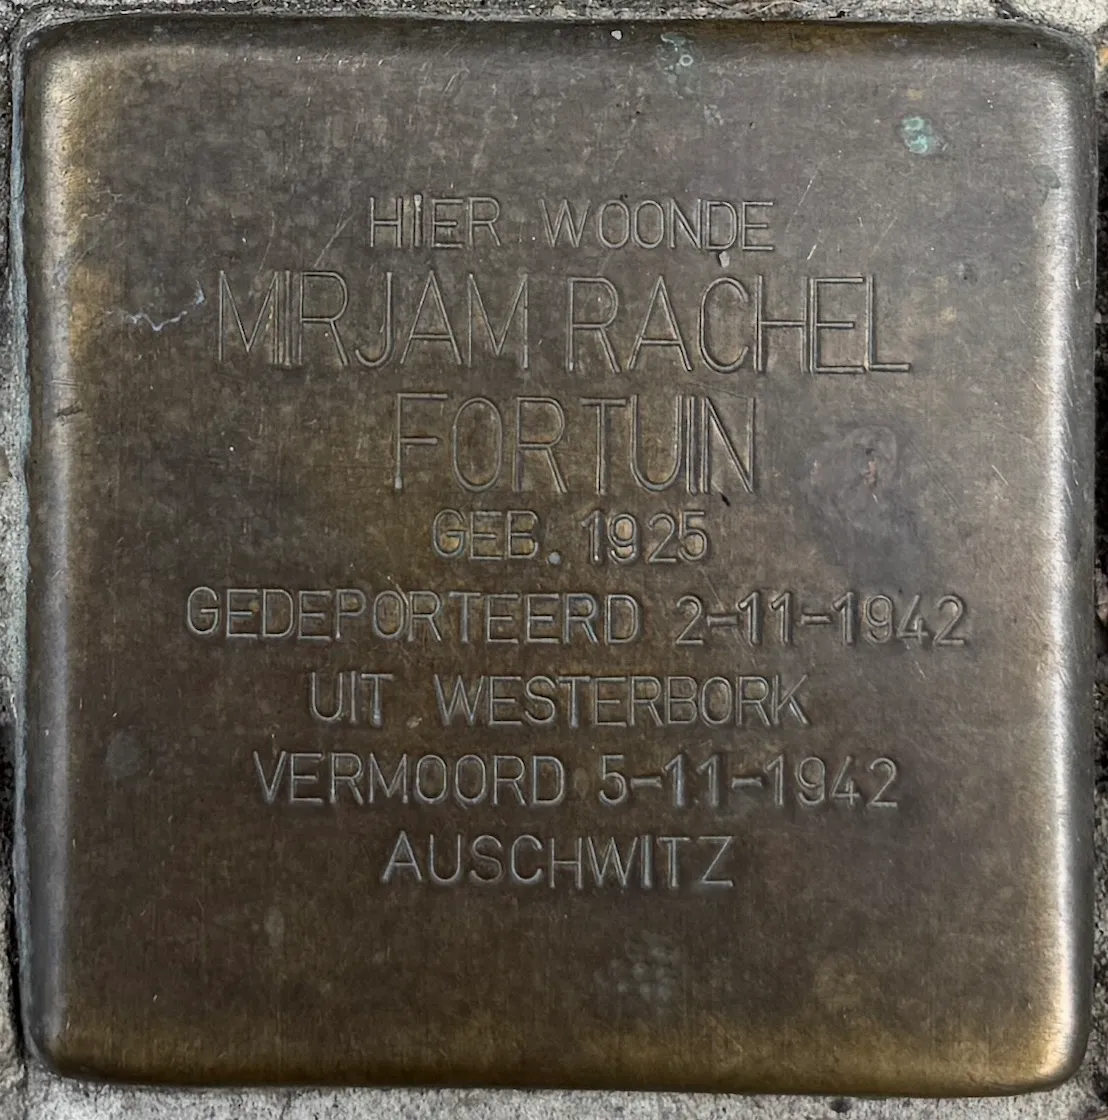 HIER WOONDE
MIRJAM RACHEL
FORTUIN
GEB. 1925
GEDEPORTEERD 2-11-1942
UIT WESTERBORK
VERMOORD 5-11-1942
AUSCHWITZ